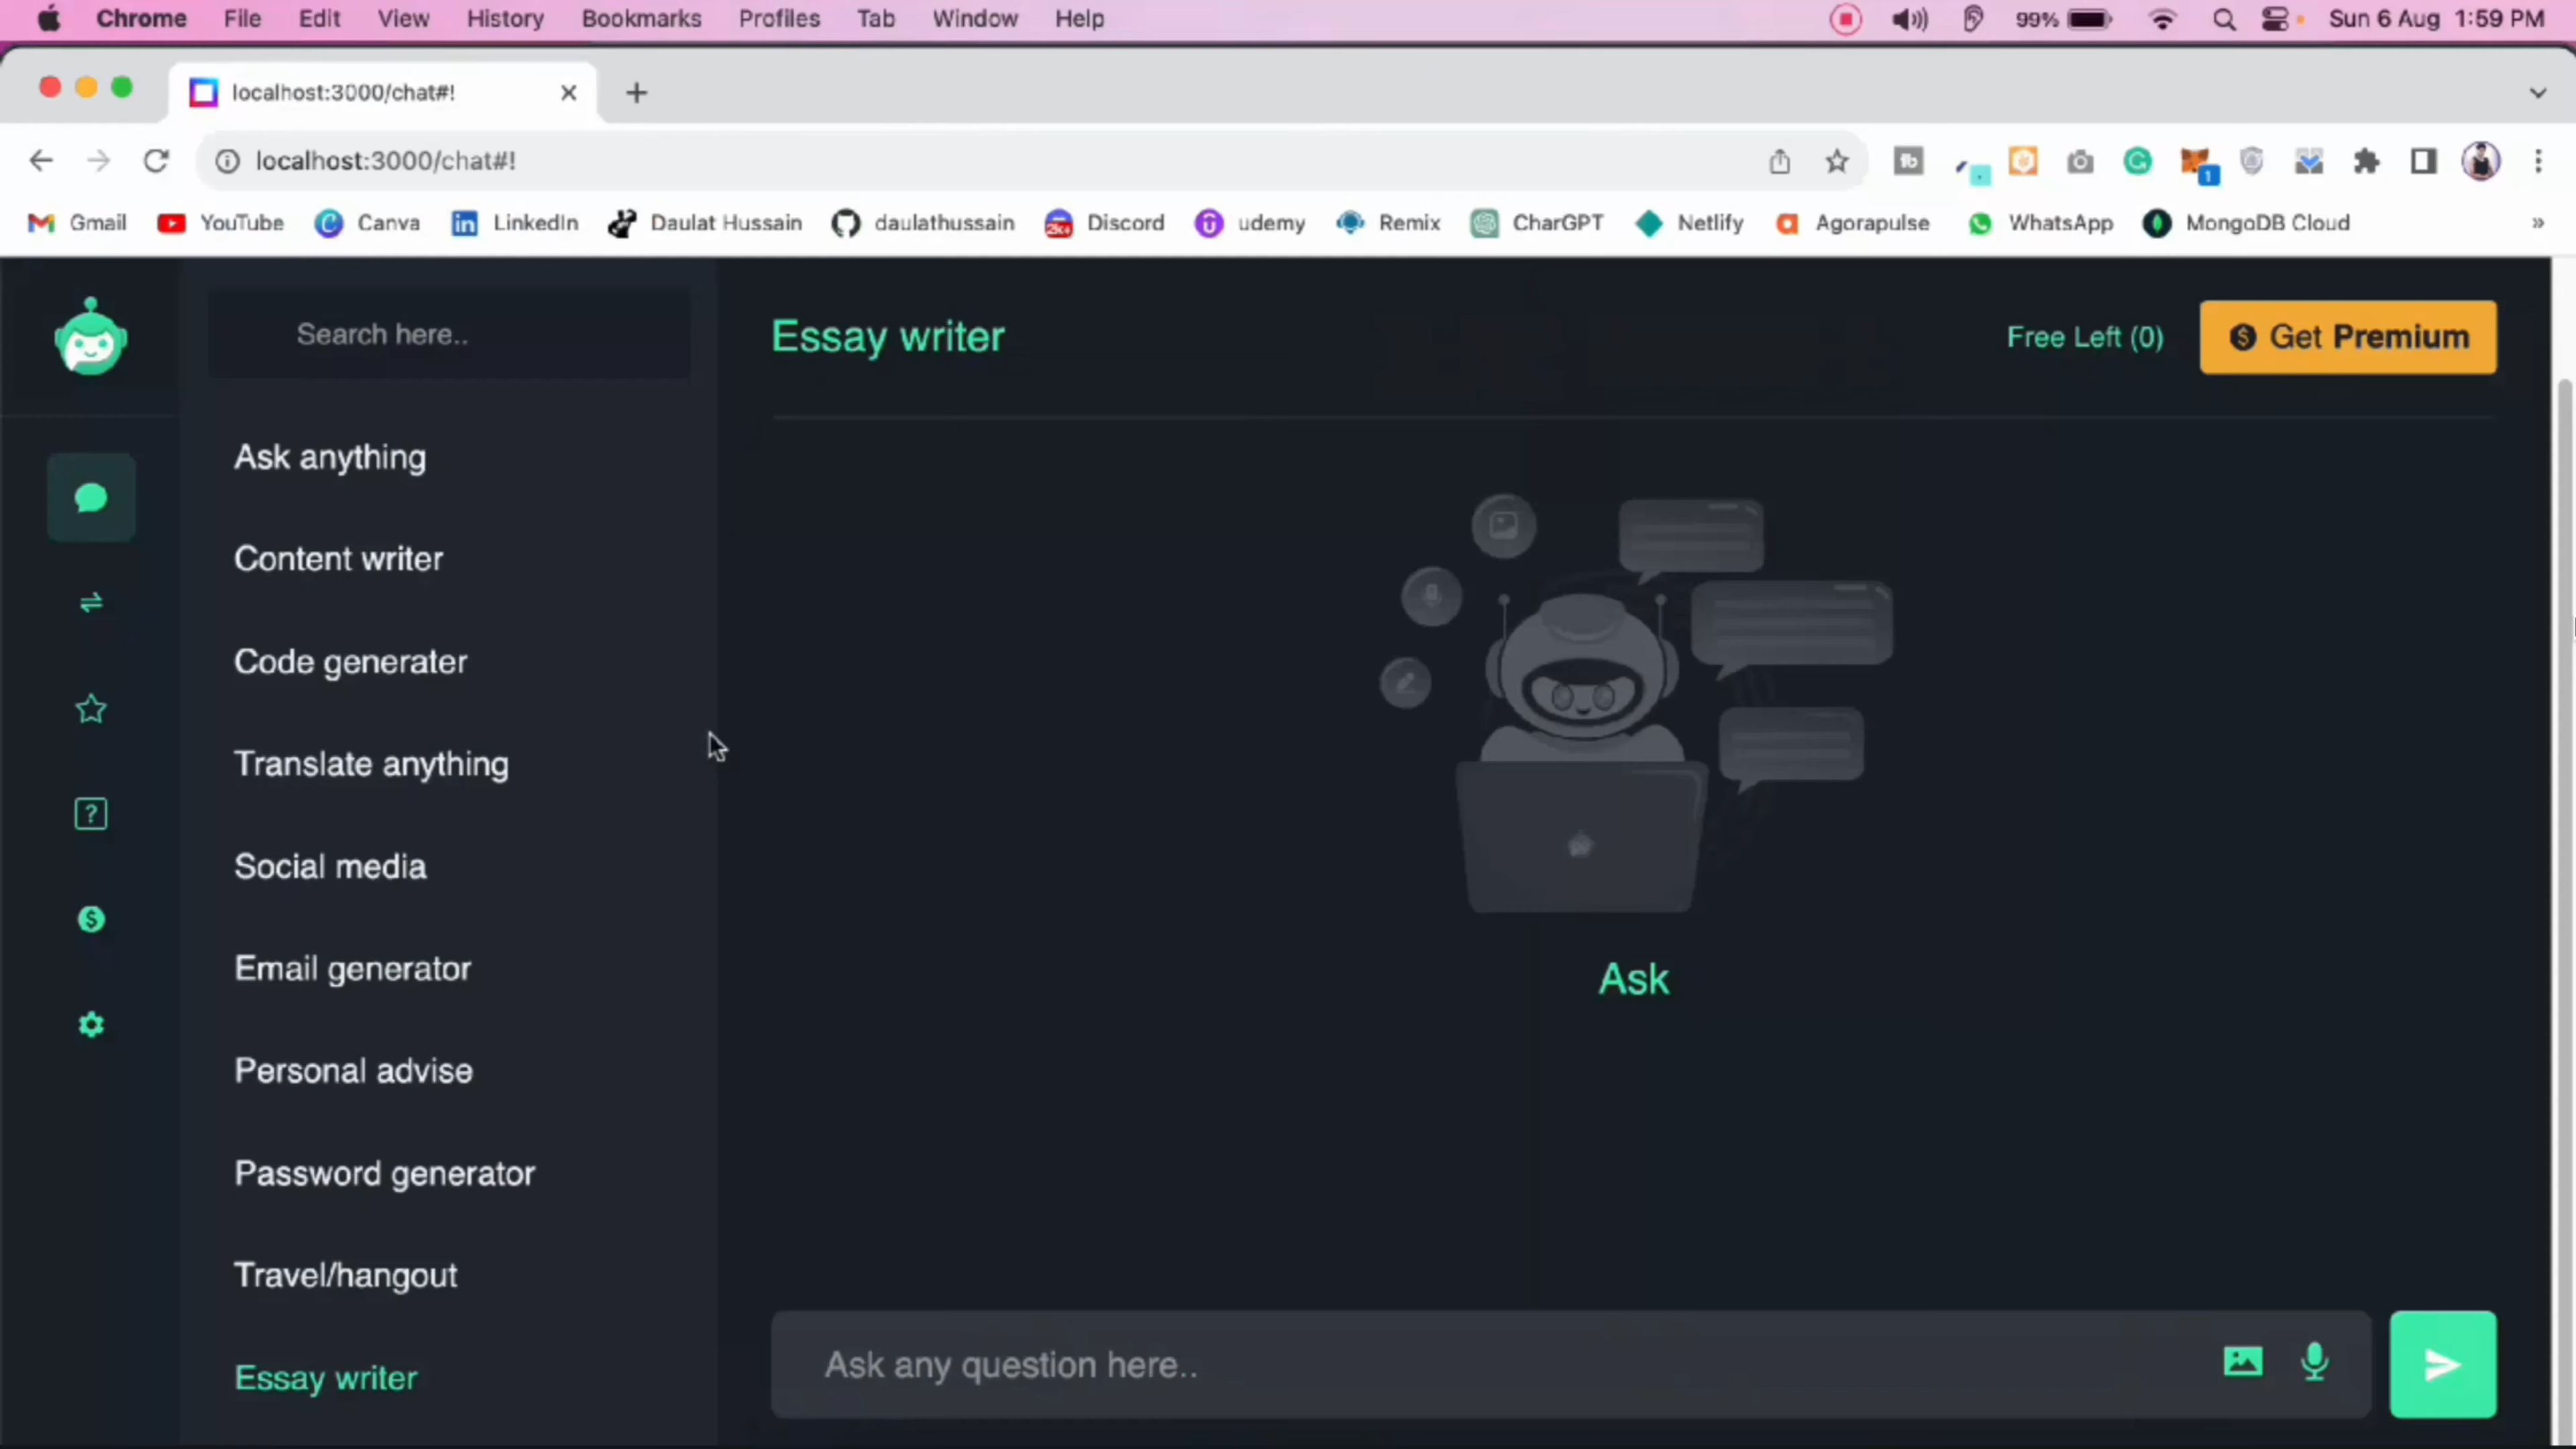 Chrome File Edit View History Bookmarks Profiles Tab Window Help 99% Sun 6 Aug 1:59 PM
localhost:3000/chat#!
localhost:3000/chat#! 1
Gmail YouTube Canva LinkedIn Daulat Hussain daulathussain Discord udemy Remix CharGPT Netlify Agorapulse WhatsApp MongoDB Cloud »
Search here..
Essay writer
Free Left (0)
Get Premium
Ask anything
Content writer
Code generater
Translate anything
Social media
Email generator
Personal advise
Password generator
Travel/hangout
Essay writer
Ask
Ask any question here..